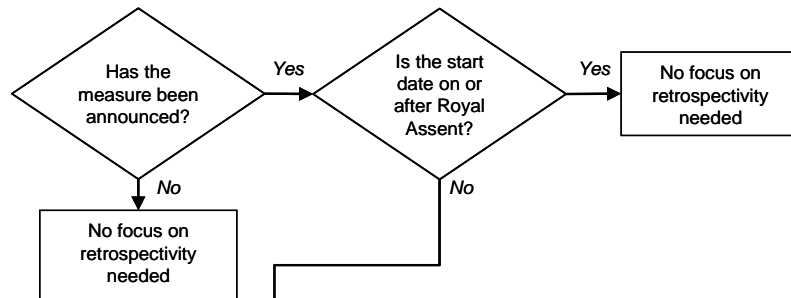 Has the
measure been
announced?
Yes
Is the start
date on or
after Royal
Assent?
Yes
No focus on
retrospectivity
needed
No
No
No focus on
retrospectivity
needed